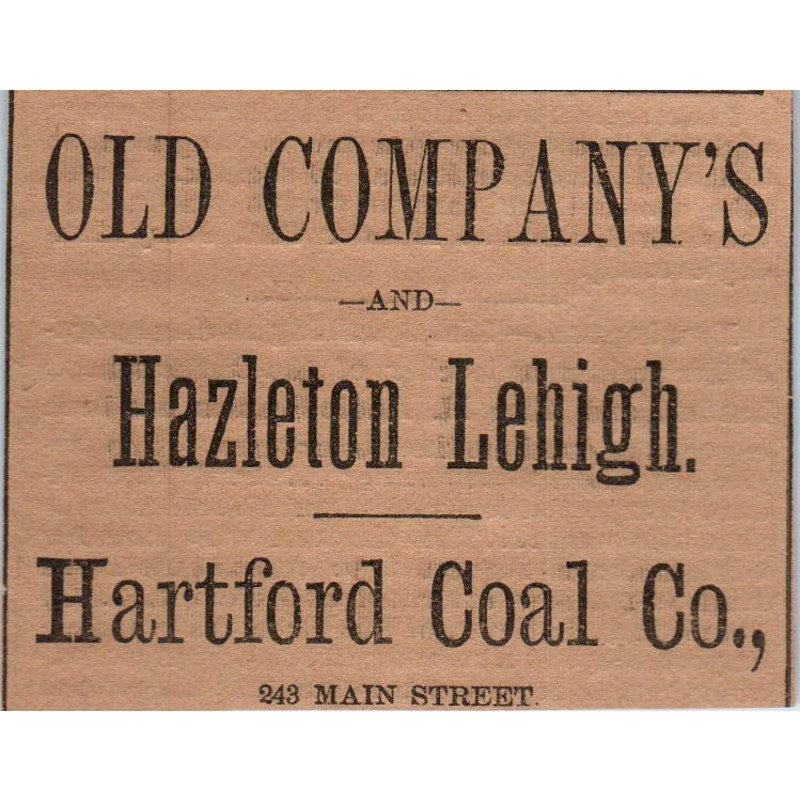 OLD COMPANY'S
—AND—
Hazleton Lehigh.
Hartford Coal Co.,
243 MAIN STREET.